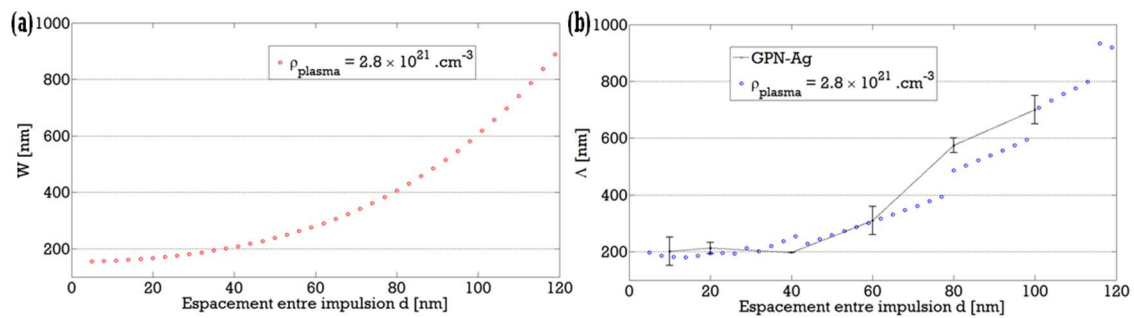 (a)
1000
800
600
400
200
W [nm]
ρplasma = 2.8 × 10^21 .cm^-3
0 20 40 60 80 100 120
Espacement entre impulsion d [nm]
(b)
1000
800
600
400
200
Λ [nm]
GPN-Ag
ρplasma = 2.8 × 10^21 .cm^-3
0 20 40 60 80 100 120
Espacement entre impulsion d [nm]